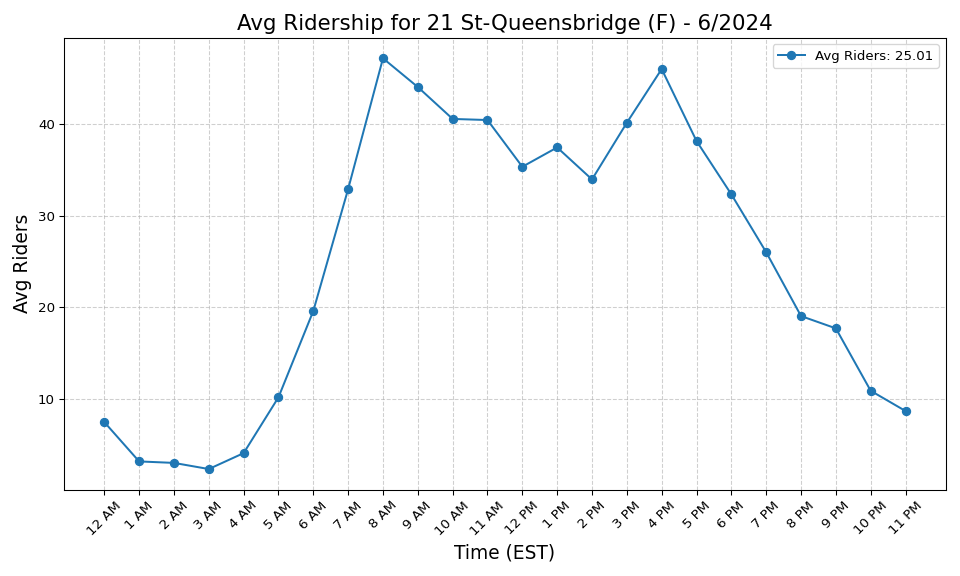 Avg Ridership for 21 St-Queensbridge (F) - 6/2024
Avg Riders: 25.01
Avg Riders
40
30
20
10
12 AM
1 AM
2 AM
3 AM
4 AM
5 AM
6 AM
7 AM
8 AM
9 AM
10 AM
11 AM
12 PM
1 PM
2 PM
3 PM
4 PM
5 PM
6 PM
7 PM
8 PM
9 PM
10 PM
11 PM
Time (EST)